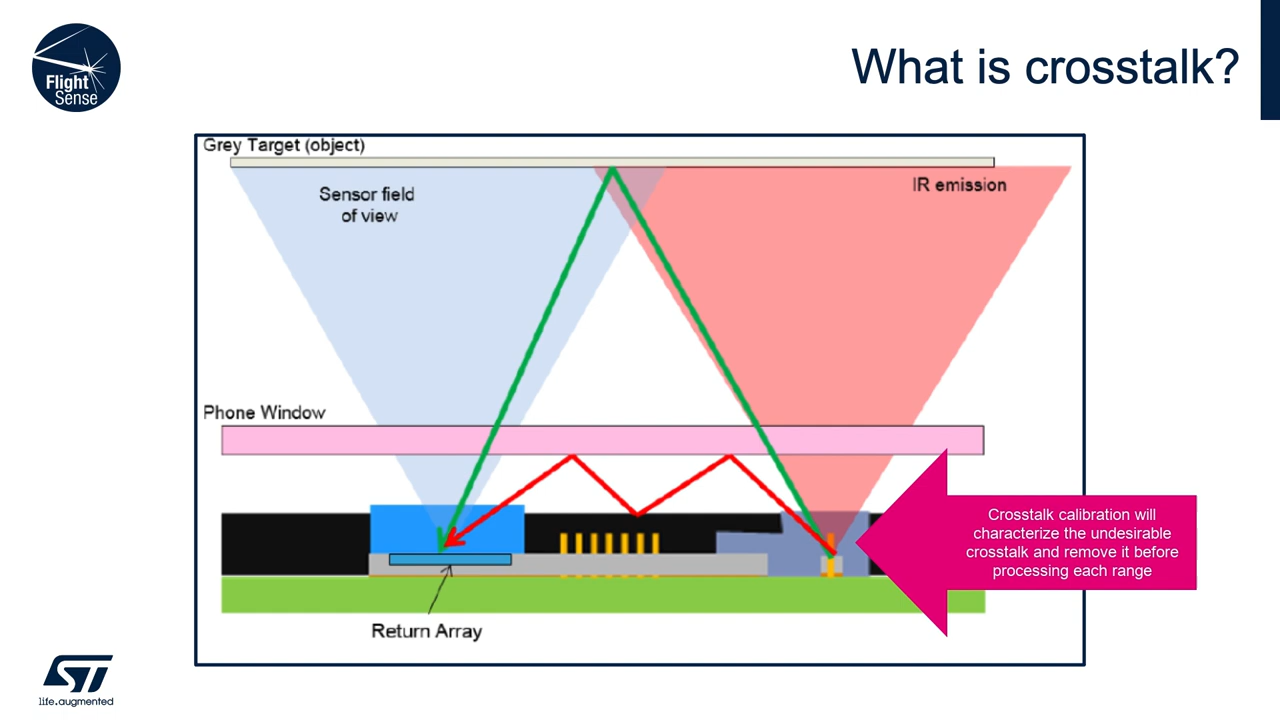 Flight
Sense
What is crosstalk?
Grey Target (object)
Sensor field
of view
IR emission
Phone Window
Crosstalk calibration will
characterize the undesirable
crosstalk and remove it before
processing each range
Return Array
ST
life.augmented